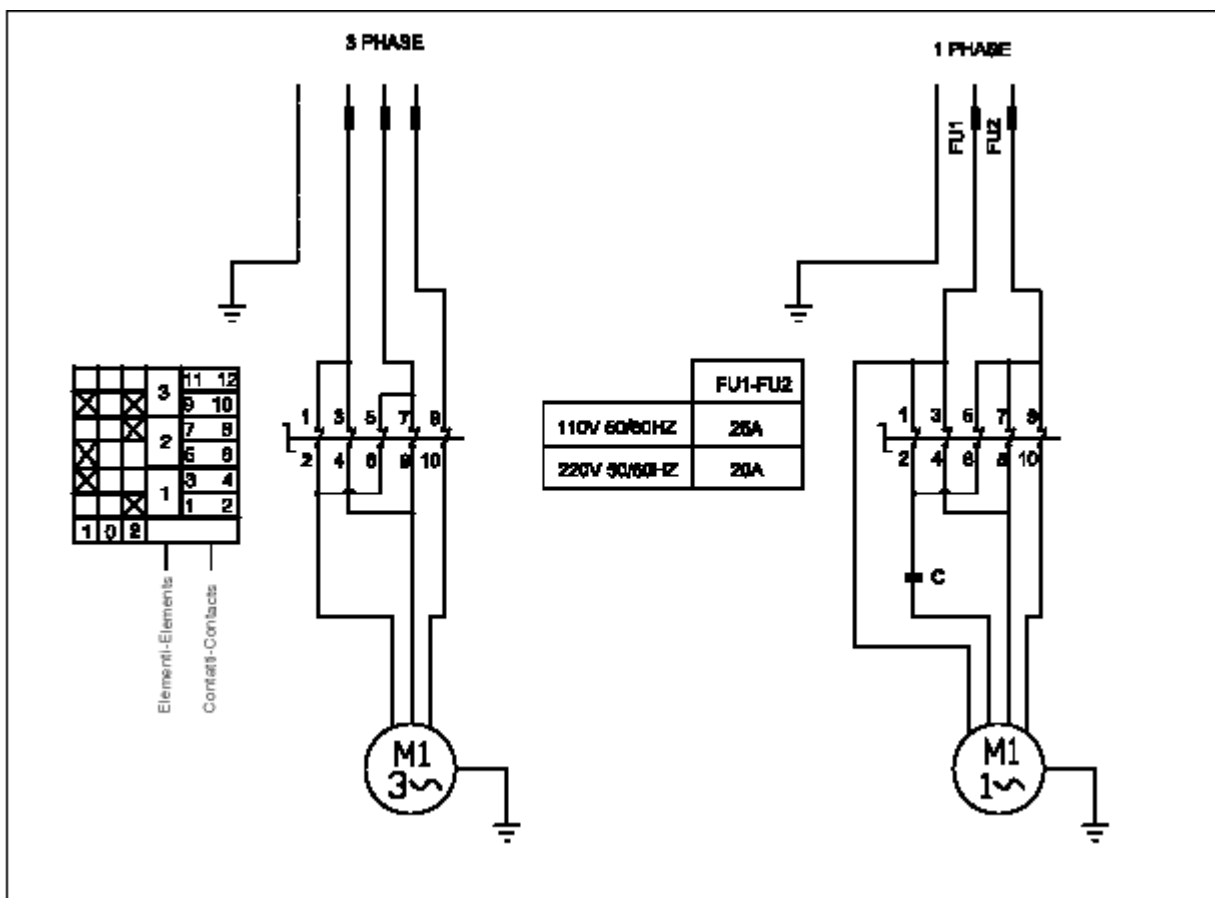 3 PHASE
1 PHASE
FU1
FU2
11 12
3
9 10
7 8
2
5 6
3 4
1
1 2
1 0 2
Elementi-Elements
Contatti-Contacts
1 3 5 7 9
2 4 6 8 10
FU1-FU2
110V 50/60HZ 25A
220V 50/60HZ 20A
1 3 5 7 9
2 4 6 8 10
C
M1
3~
M1
1~